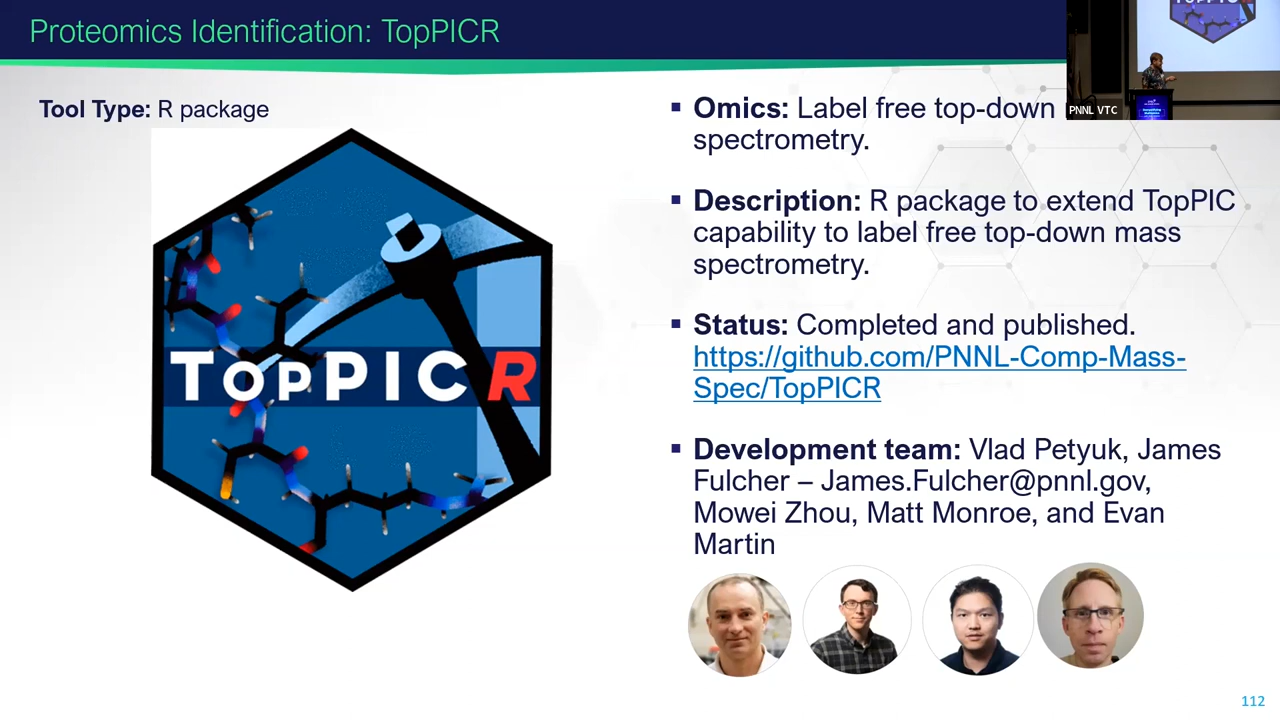 Proteomics Identification: TopPICR
PNNL VTC
Tool Type: R package
TopPICR
▪ Omics: Label free top-down
spectrometry.
▪ Description: R package to extend TopPIC
capability to label free top-down mass
spectrometry.
▪ Status: Completed and published.
https://github.com/PNNL-Comp-Mass-
Spec/TopPICR
▪ Development team: Vlad Petyuk, James
Fulcher – James.Fulcher@pnnl.gov,
Mowei Zhou, Matt Monroe, and Evan
Martin
112